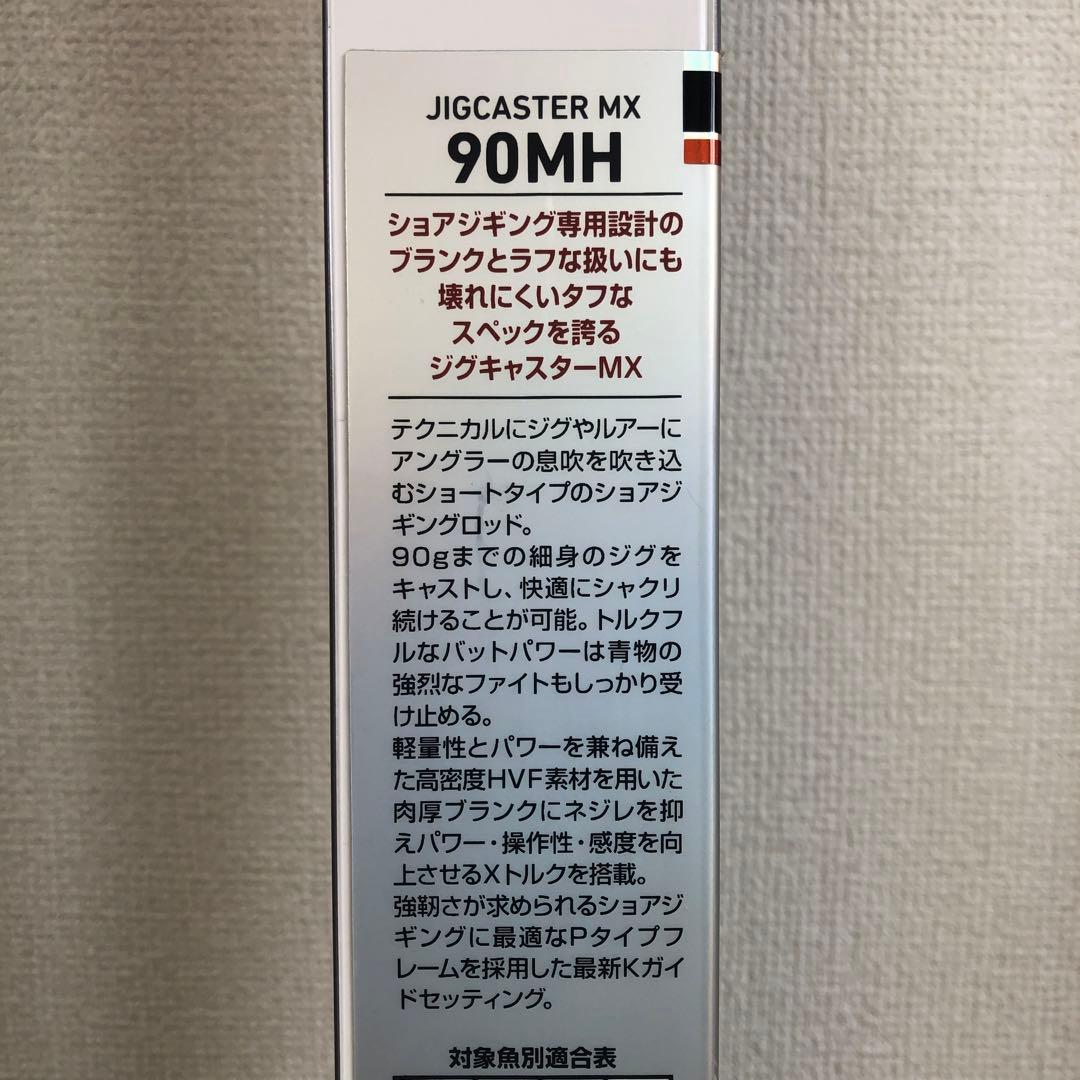 JIGCASTER MX
90MH
ショアジギング専用設計の
ブランクとラフな扱いにも
壊れにくいタフな
スペックを誇る
ジグキャスターMX
テクニカルにジグやルアーに
アングラーの息吹を吹き込
むショートタイプのショアジ
ギングロッド。
90gまでの細身のジグを
キャストし、快適にシャクリ
続けることが可能。トルクフ
ルなバットパワーは青物の
強烈なファイトもしっかり受
け止める。
軽量性とパワーを兼ね備え
た高密度HVF素材を用いた
肉厚ブランクにネジレを抑
えパワー・操作性・感度を向
上させるXトルクを搭載。
強靭さが求められるショアジ
ギングに最適なPタイプフ
レームを採用した最新Kガイ
ドセッティング。
対象魚別適合表